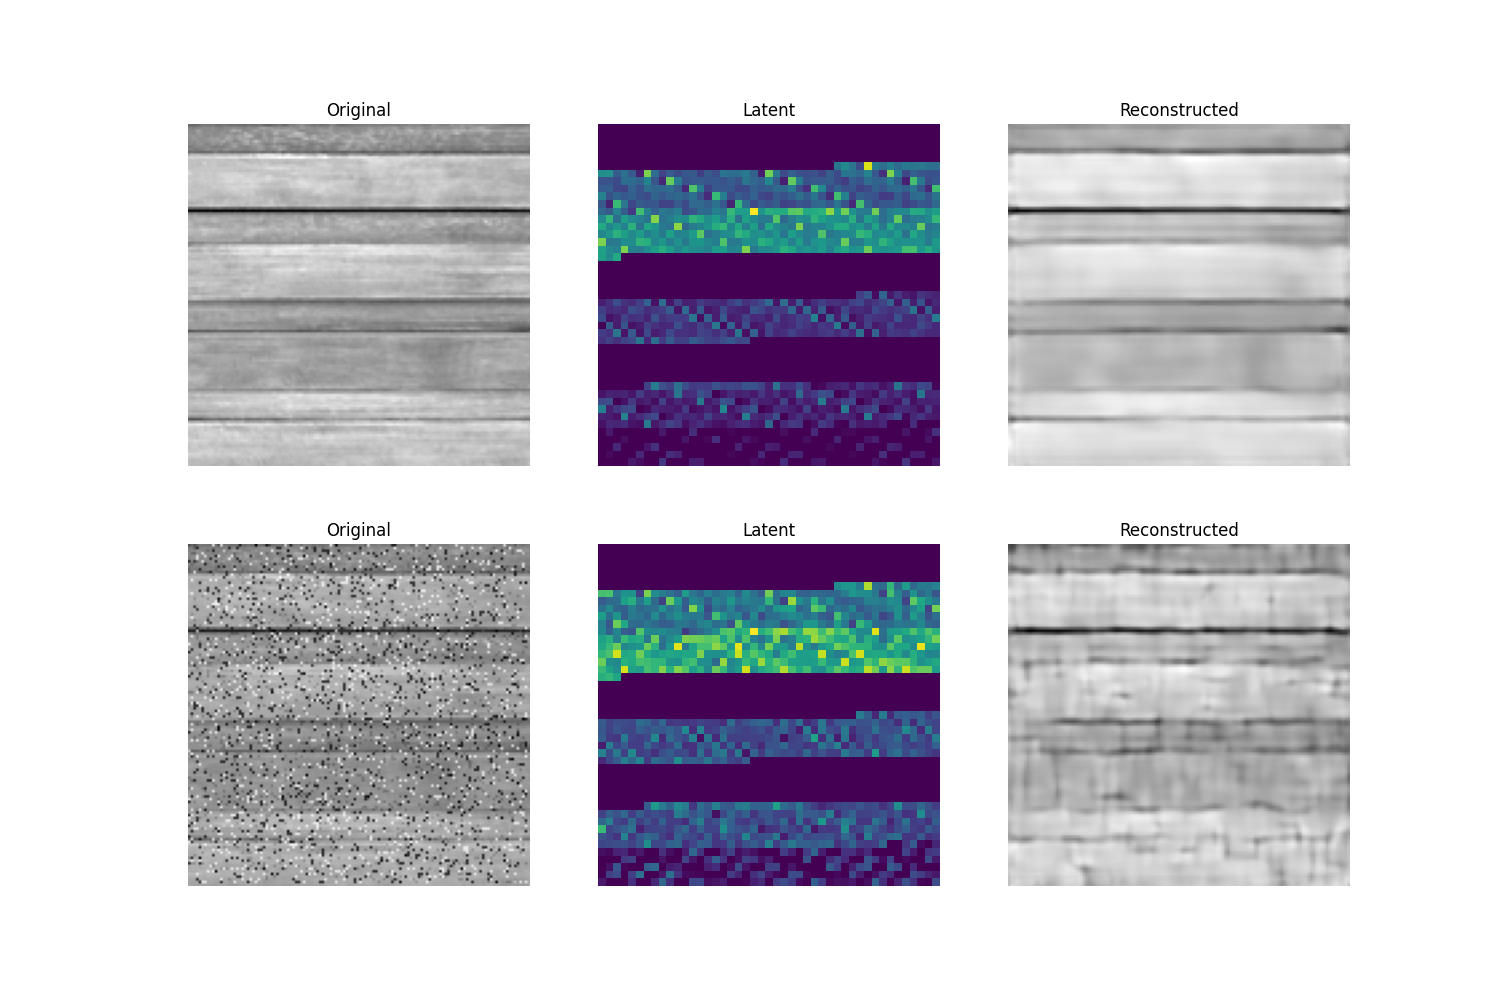 Original
Latent
Reconstructed
Original
Latent
Reconstructed